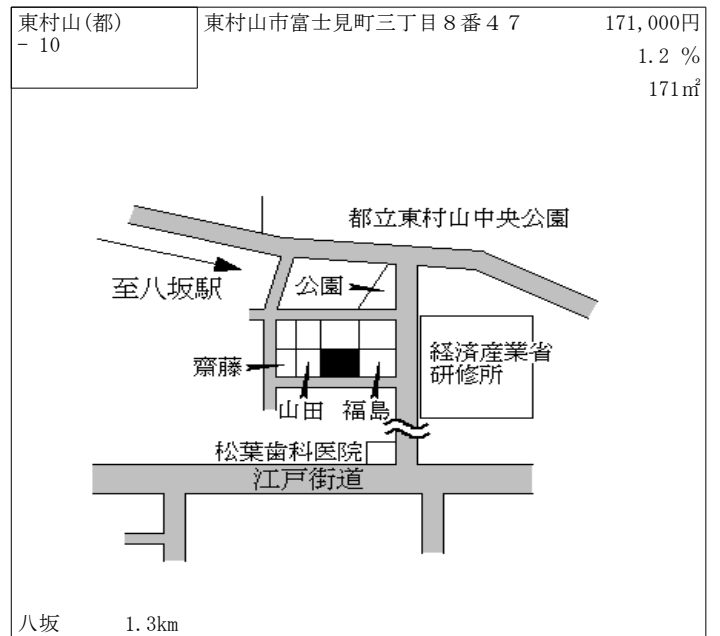 東村山(都)
- 10
東村山市富士見町三丁目８番４７
171,000円
1.2 %
171㎡
都立東村山中央公園
至八坂駅
公園
経済産業省
研修所
齋藤
山田
福島
松葉歯科医院
江戸街道
八坂 1.3km